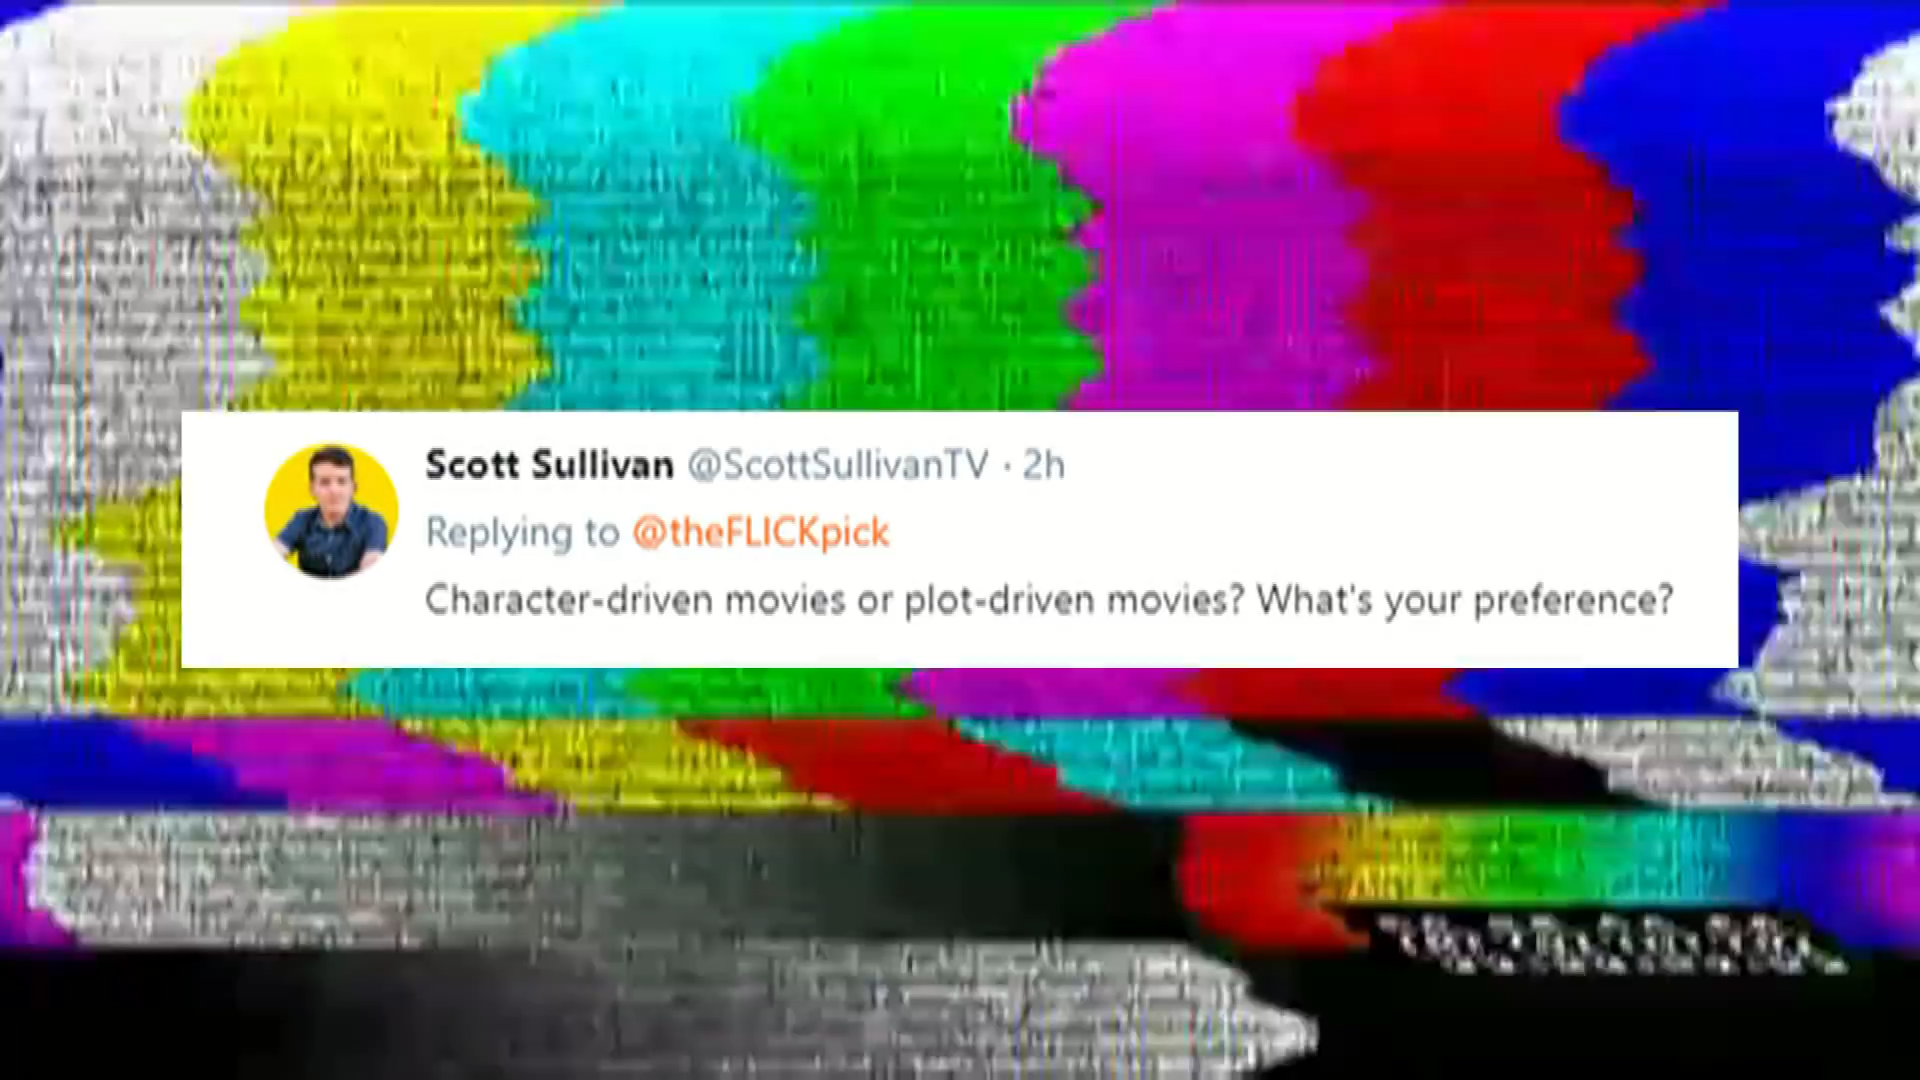 Scott Sullivan @ScottSullivanTV · 2h
Replying to @theFLICKpick
Character-driven movies or plot-driven movies? What's your preference?